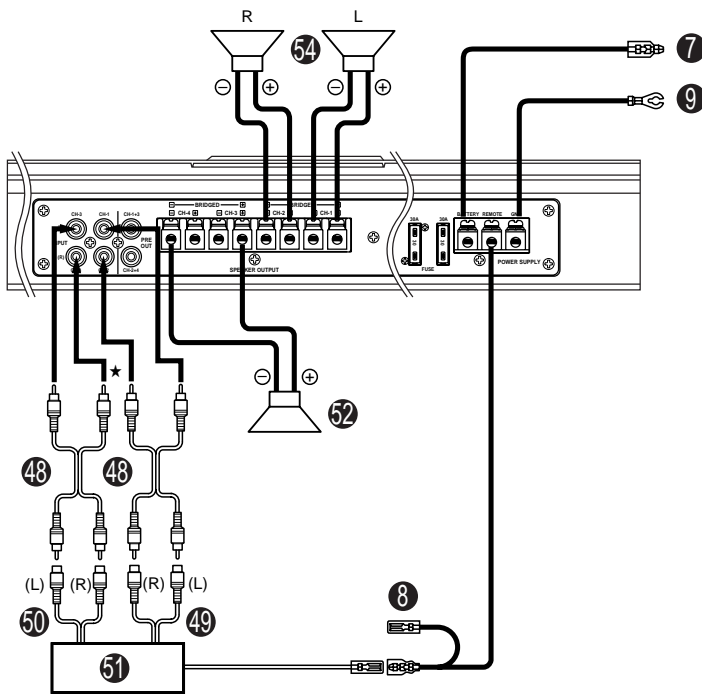 R L
54
7
− + − +
9
BRIDGED BRIDGED
CH-3 CH-1 CH-1+3 − CH-4 + − CH-3 + CH-2 CH-1
30A 30A BATTERY REMOTE GND
PRE OUT
(R)
30 30
CH-2+4
SPEAKER OUTPUT
FUSE
POWER SUPPLY
★
− +
52
48 48
(L) (R) (R) (L)
8
50 49
51